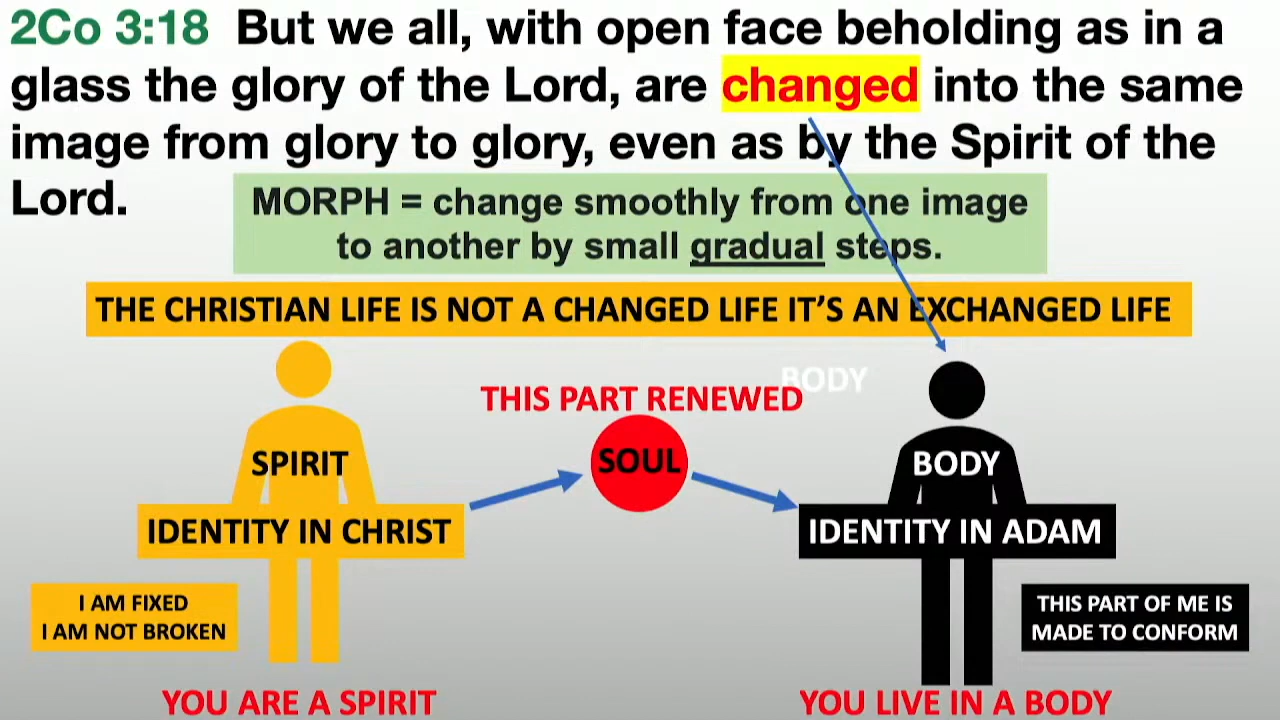 2Co 3:18 But we all, with open face beholding as in a
glass the glory of the Lord, are changed into the same
image from glory to glory, even as by the Spirit of the
Lord.
MORPH = change smoothly from one image
to another by small gradual steps.
THE CHRISTIAN LIFE IS NOT A CHANGED LIFE IT’S AN EXCHANGED LIFE
BODY
THIS PART RENEWED
SPIRIT
SOUL
BODY
IDENTITY IN CHRIST
IDENTITY IN ADAM
I AM FIXED
I AM NOT BROKEN
THIS PART OF ME IS
MADE TO CONFORM
YOU ARE A SPIRIT
YOU LIVE IN A BODY